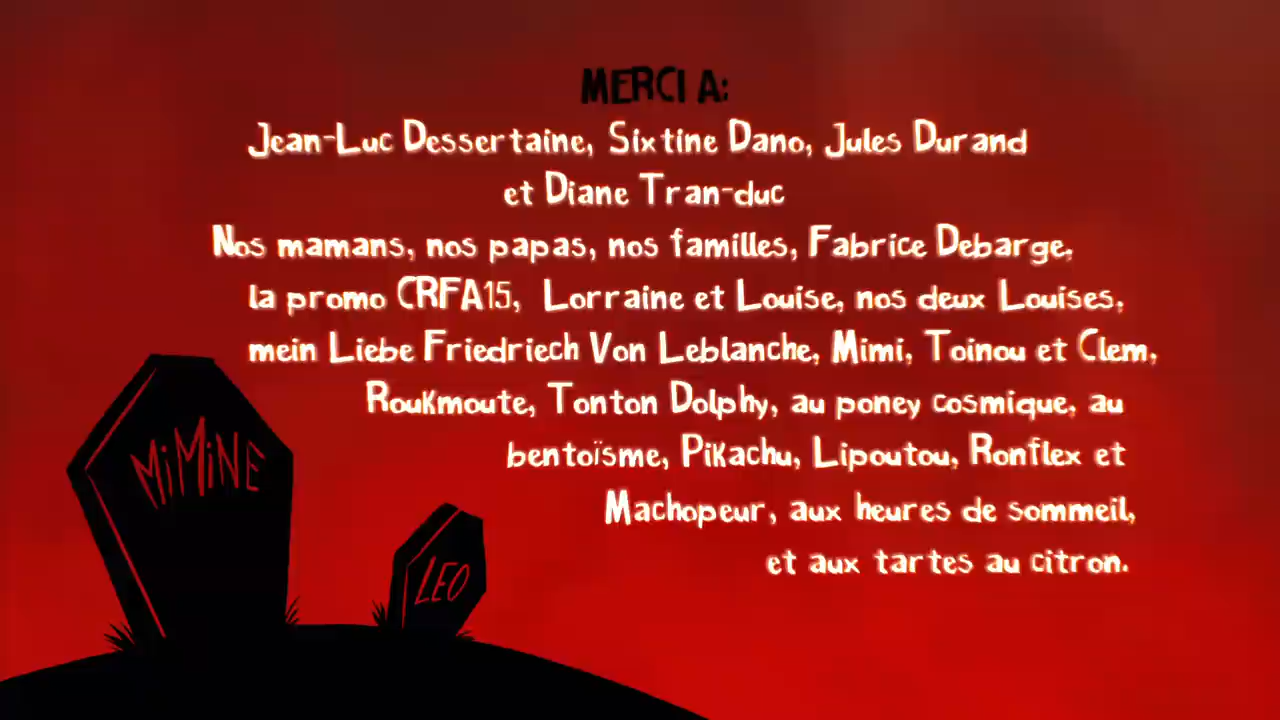 MERCI A:
Jean-Luc Dessertaine, Sixtine Dano, Jules Durand
et Diane Tran-duc
Nos mamans, nos papas, nos familles, Fabrice Debarge,
la promo CRFA15, Lorraine et Louise, nos deux Louises,
mein Liebe Friedriech Von Leblanche, Mimi, Toinou et Clem,
Roukmoute, Tonton Dolphy, au poney cosmique, au
bentoïsme, Pikachu, Lipoutou, Ronflex et
Machopeur, aux heures de sommeil,
et aux tartes au citron.
MiMiNE
LEO